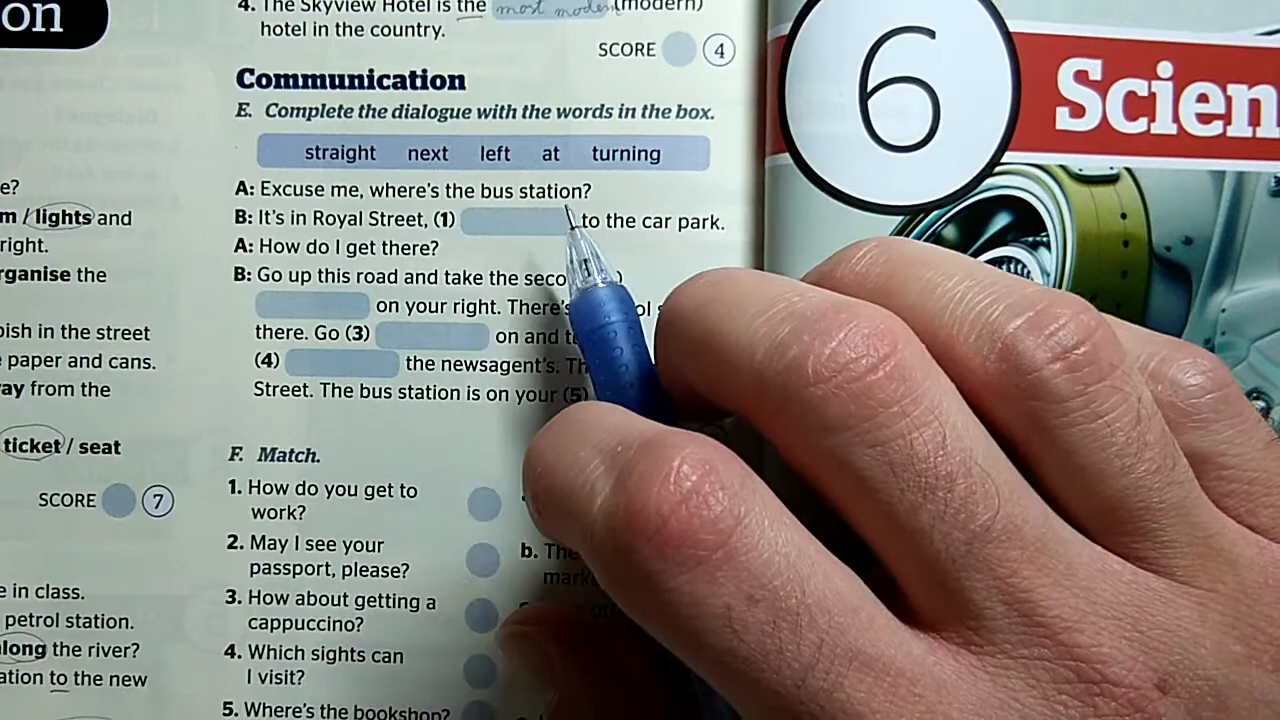 on
e?
m / lights and
right.
rganise the
bish in the street
paper and cans.
way from the
ticket / seat
SCORE 7
e in class.
petrol station.
along the river?
ation to the new
4. The Skyview Hotel is the most modern (modern)
hotel in the country.
SCORE 4
Communication
E. Complete the dialogue with the words in the box.
straight next left at turning
A: Excuse me, where's the bus station?
B: It's in Royal Street, (1) to the car park.
A: How do I get there?
B: Go up this road and take the seco )
on your right. There's ol s
there. Go (3) on and t
(4) the newsagent's. Th
Street. The bus station is on your (5)
F. Match.
1. How do you get to
work?
2. May I see your
passport, please?
3. How about getting a
cappuccino?
4. Which sights can
I visit?
5. Where's the bookshop?
b. The
mark
6
Scien